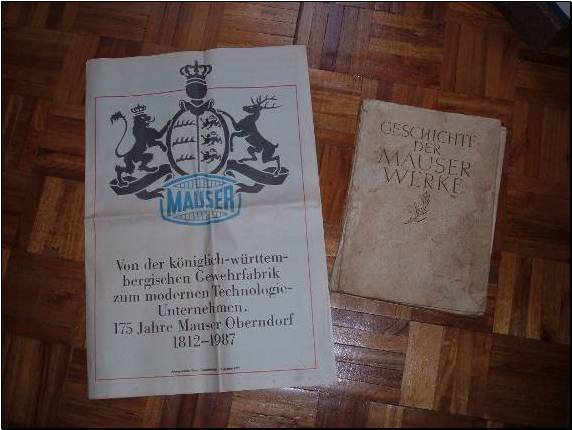 MAUSER
Von der königlich-württem-
bergischen Gewehrfabrik
zum modernen Technologie-
Unternehmen.
175 Jahre Mauser Oberndorf
1812-1987
GESCHICHTE
DER
MAUSER
WERKE